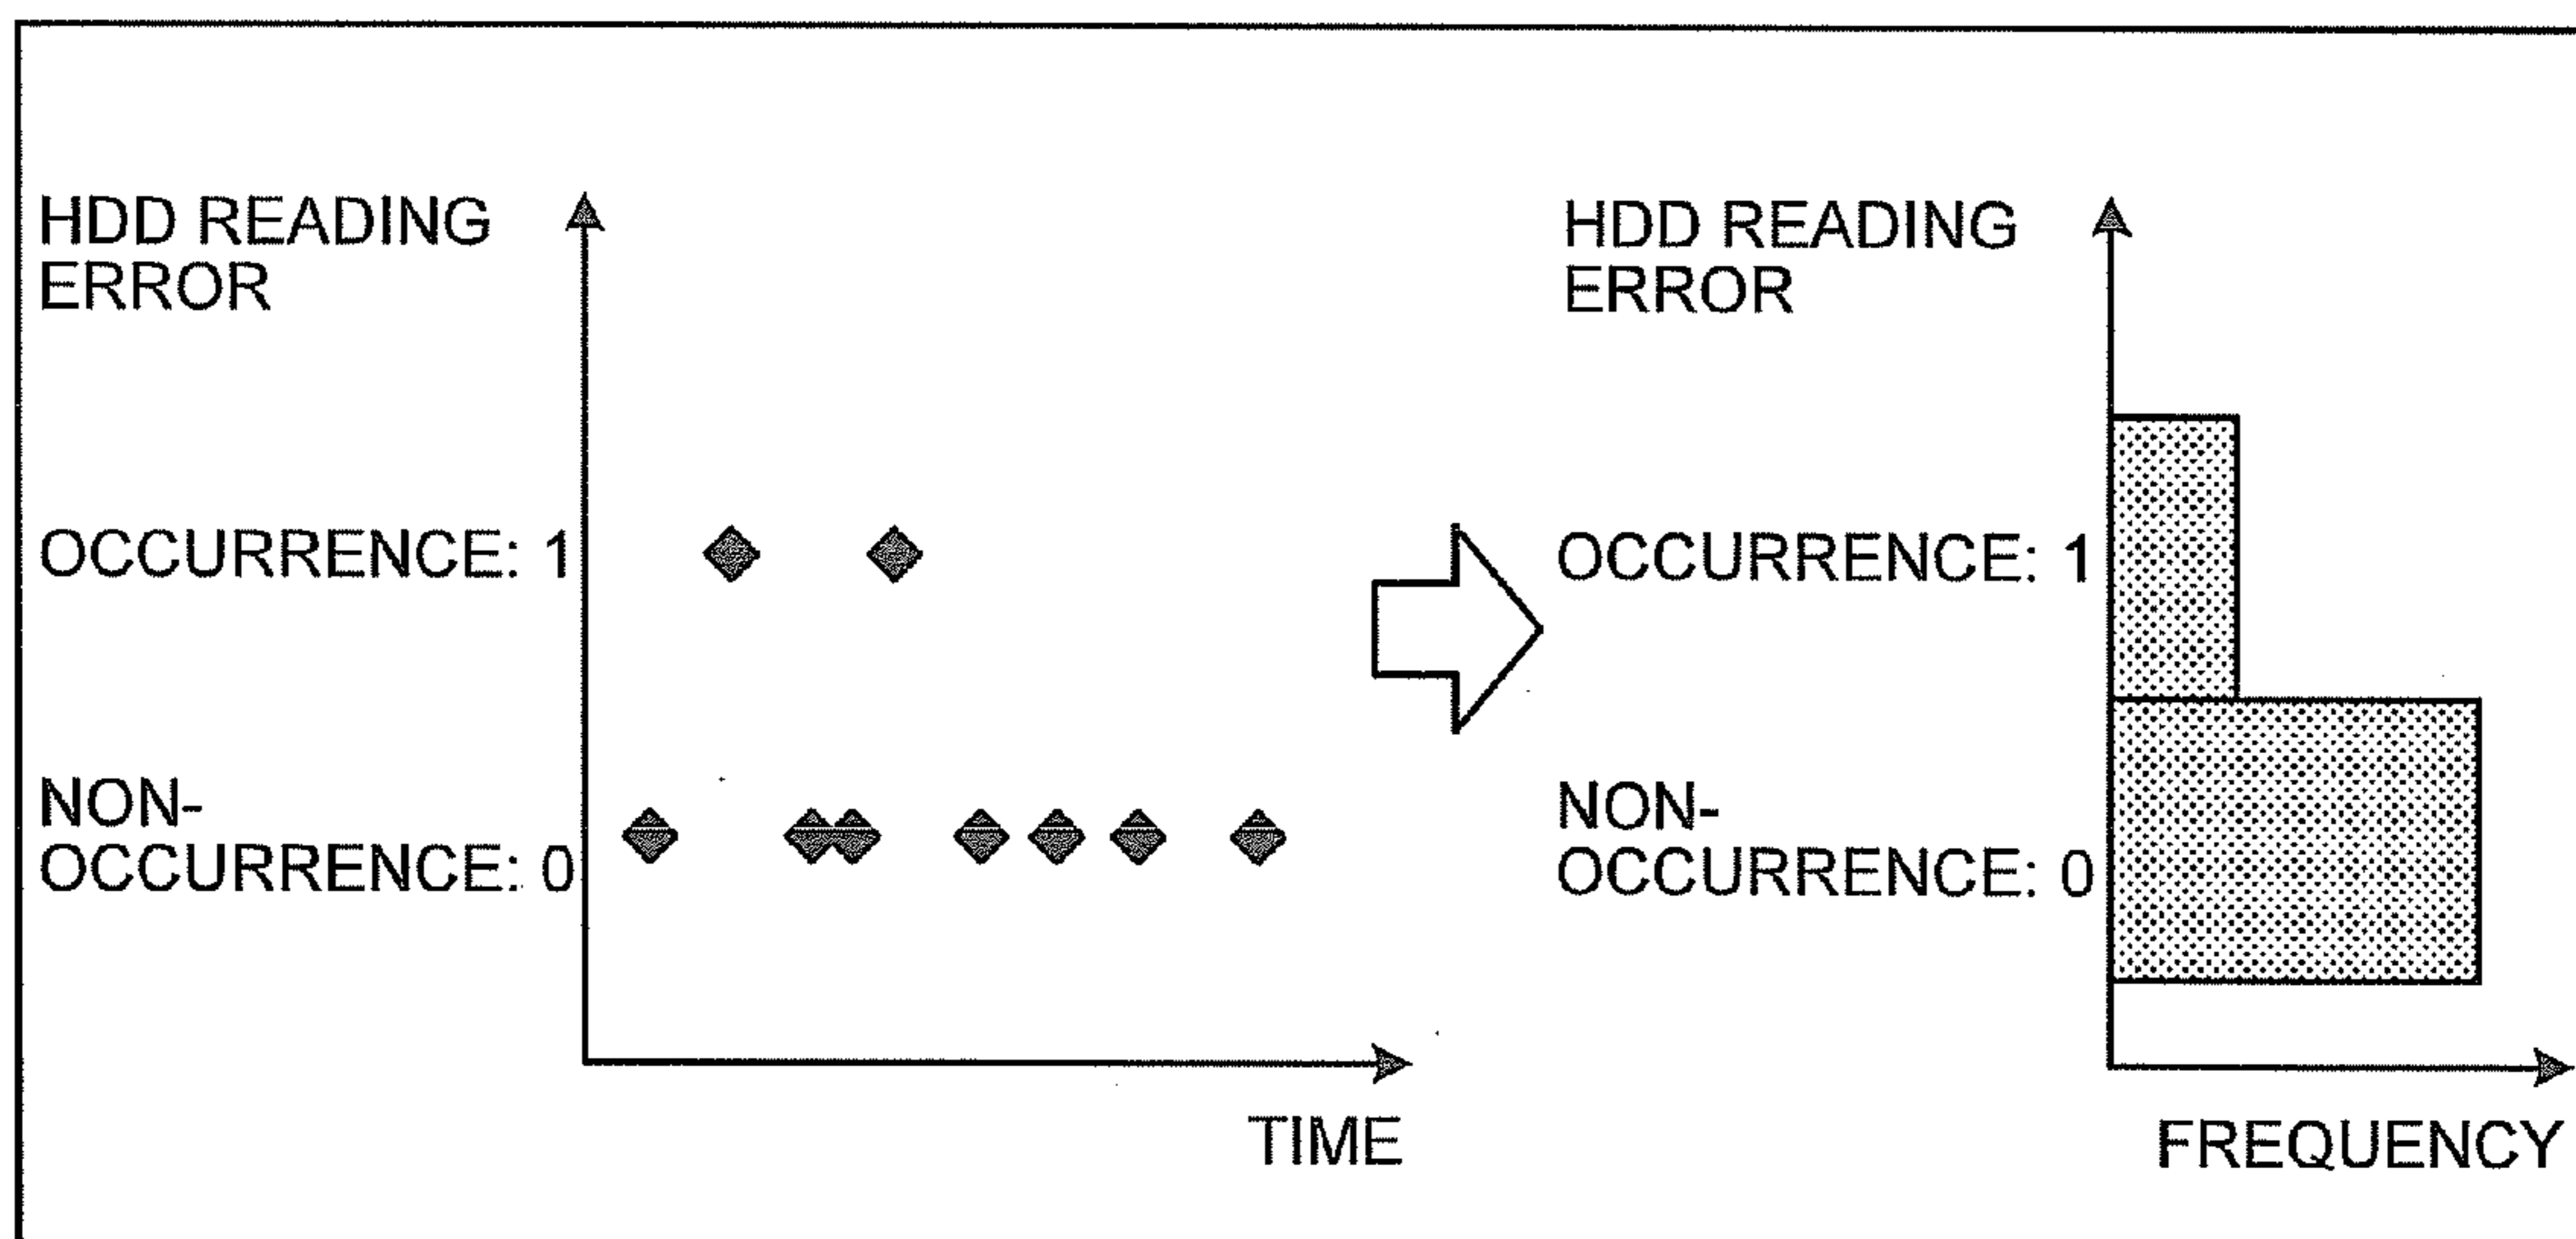 HDD READING
ERROR
OCCURRENCE: 1
NON-
OCCURRENCE: 0
TIME
HDD READING
ERROR
OCCURRENCE: 1
NON-
OCCURRENCE: 0
FREQUENCY